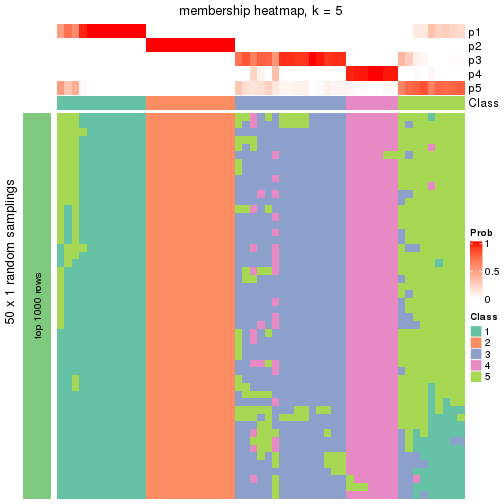 membership heatmap, k = 5
p1
p2
p3
p4
p5
Class
50 x 1 random samplings
top 1000 rows
Prob
1
0.5
0
Class
1
2
3
4
5